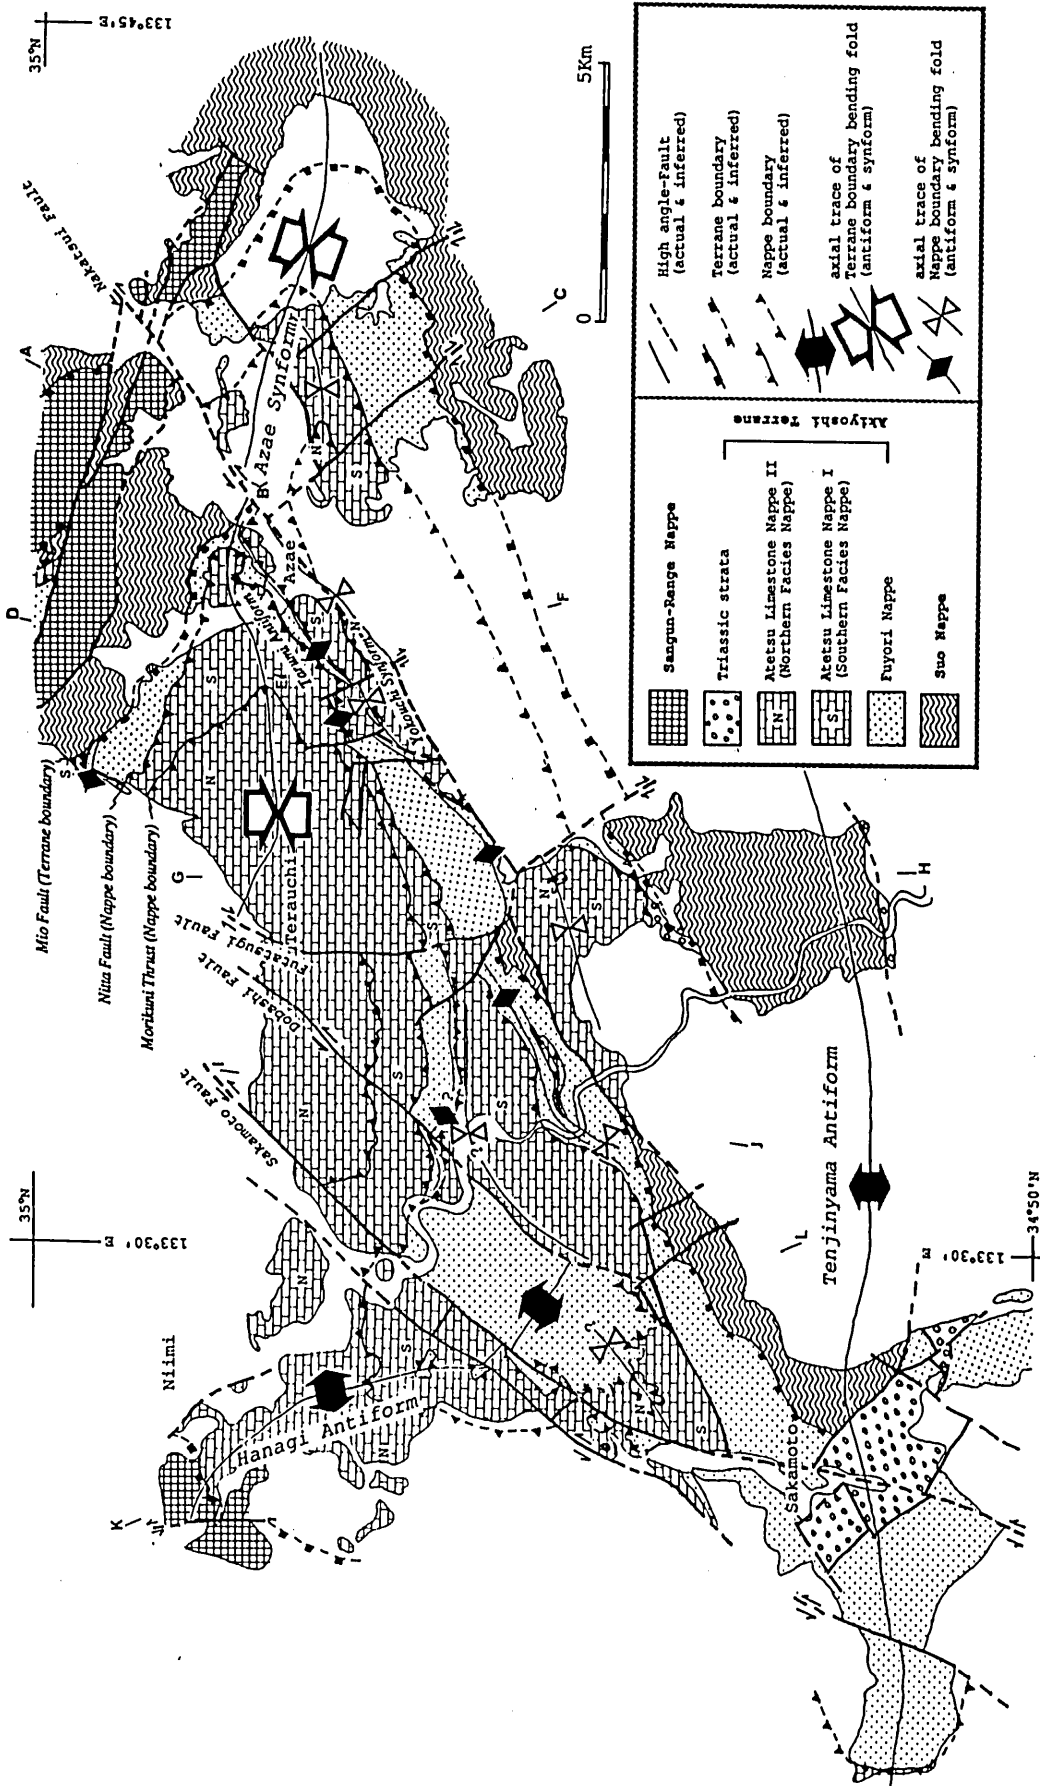 35°N
133°45'E
Nakatsui Fault
A
D
Mio Fault (Terrane boundary)
Nitta Fault (Nappe boundary)
Morikuni Thrust (Nappe boundary)
G
Futatsugi Fault
Dobashi Fault
I
Sakamoto Fault
35°N
133°30' E
Niimi
K
Hanagi Antiform
Terauchi
Azae Synform
B
Azae
C
F
H
J
L
E
N
S
Tenjinyama Antiform
Sakamoto
133°30'
34°50'N
0
5Km
High angle-Fault
(actual & inferred)
Terrane boundary
(actual & inferred)
Nappe boundary
(actual & inferred)
axial trace of
Terrane boundary bending fold
(antiform & synform)
axial trace of
Nappe boundary bending fold
(antiform & synform)
Sangun-Range Nappe
Triassic strata
Atetsu Limestone Nappe II
(Northern Facies Nappe)
Atetsu Limestone Nappe I
(Southern Facies Nappe)
Fuyori Nappe
Suo Nappe
Akiyoshi Terrane